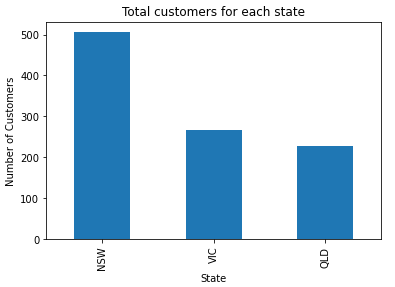 Total customers for each state
Number of Customers
500
400
300
200
100
0
NSW
VIC
QLD
State